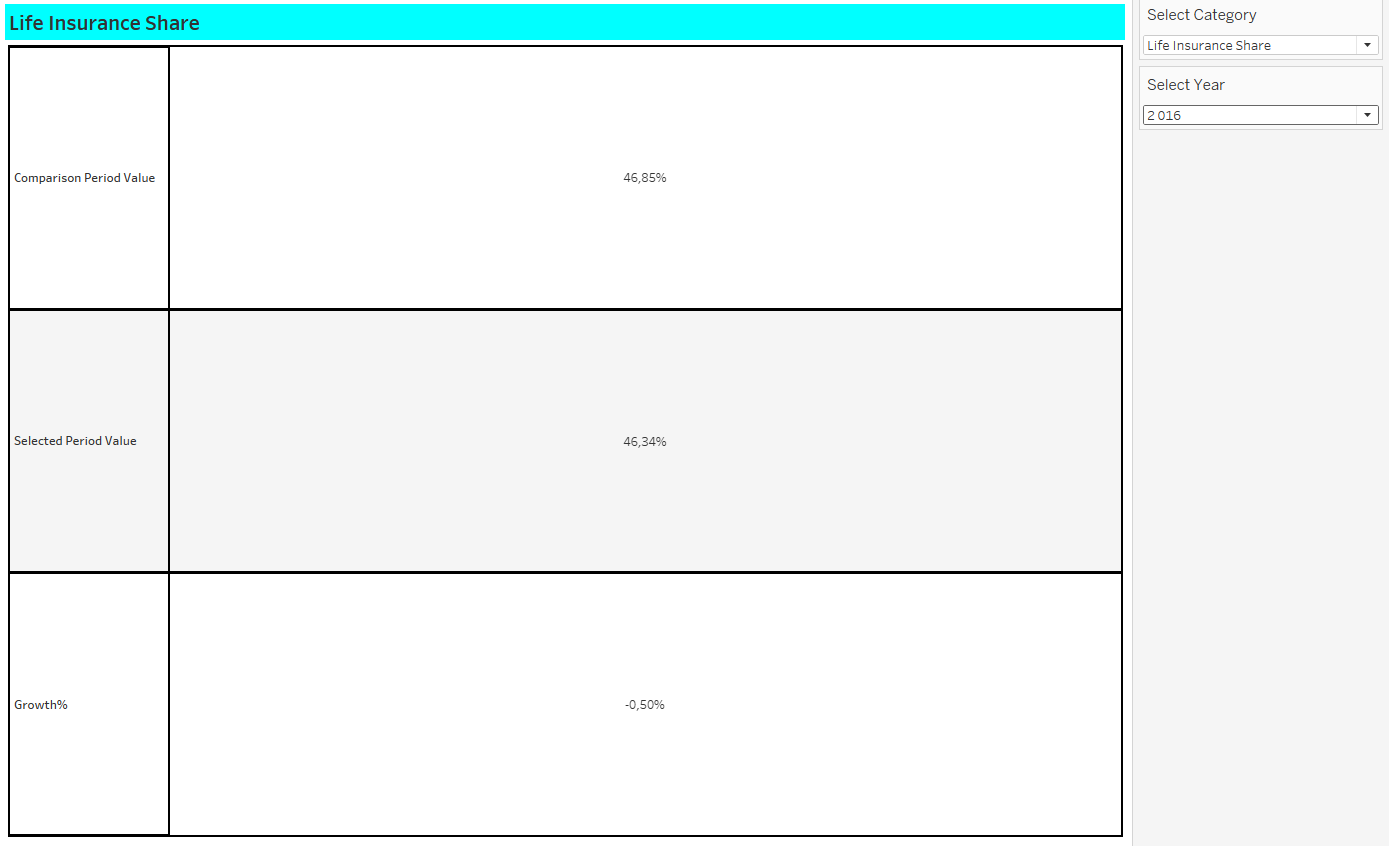 Life Insurance Share
Comparison Period Value
46,85%
Selected Period Value
46,34%
Growth%
-0,50%
Select Category
Life Insurance Share
Select Year
2 016